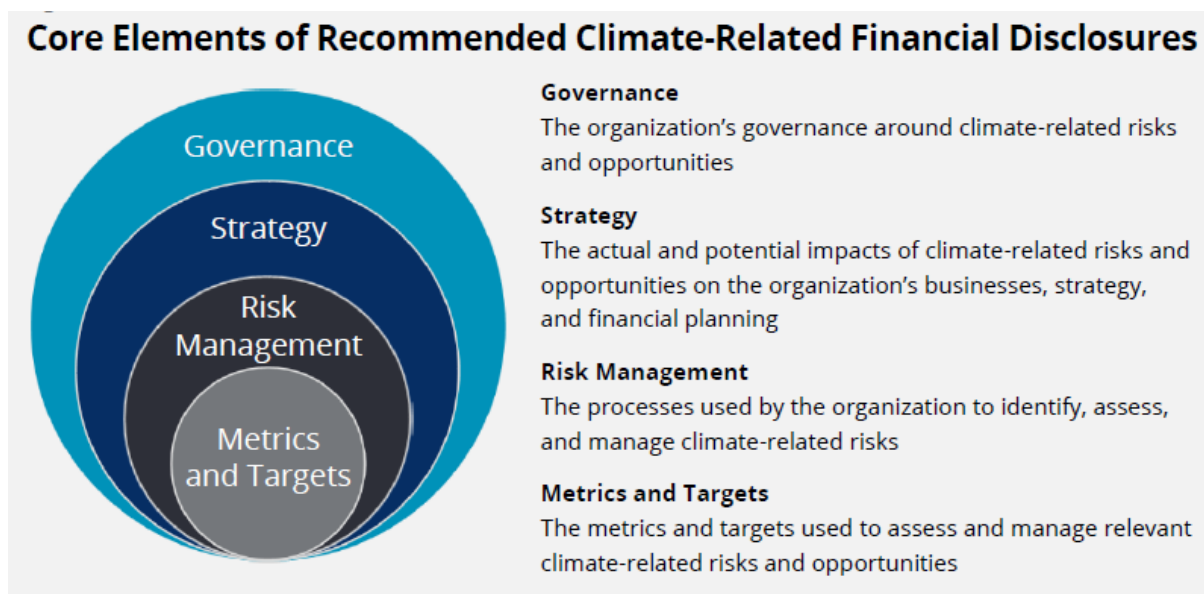 Core Elements of Recommended Climate-Related Financial Disclosures
Governance
Strategy
Risk
Management
Metrics
and Targets
Governance
The organization’s governance around climate-related risks
and opportunities
Strategy
The actual and potential impacts of climate-related risks and
opportunities on the organization’s businesses, strategy,
and financial planning
Risk Management
The processes used by the organization to identify, assess,
and manage climate-related risks
Metrics and Targets
The metrics and targets used to assess and manage relevant
climate-related risks and opportunities